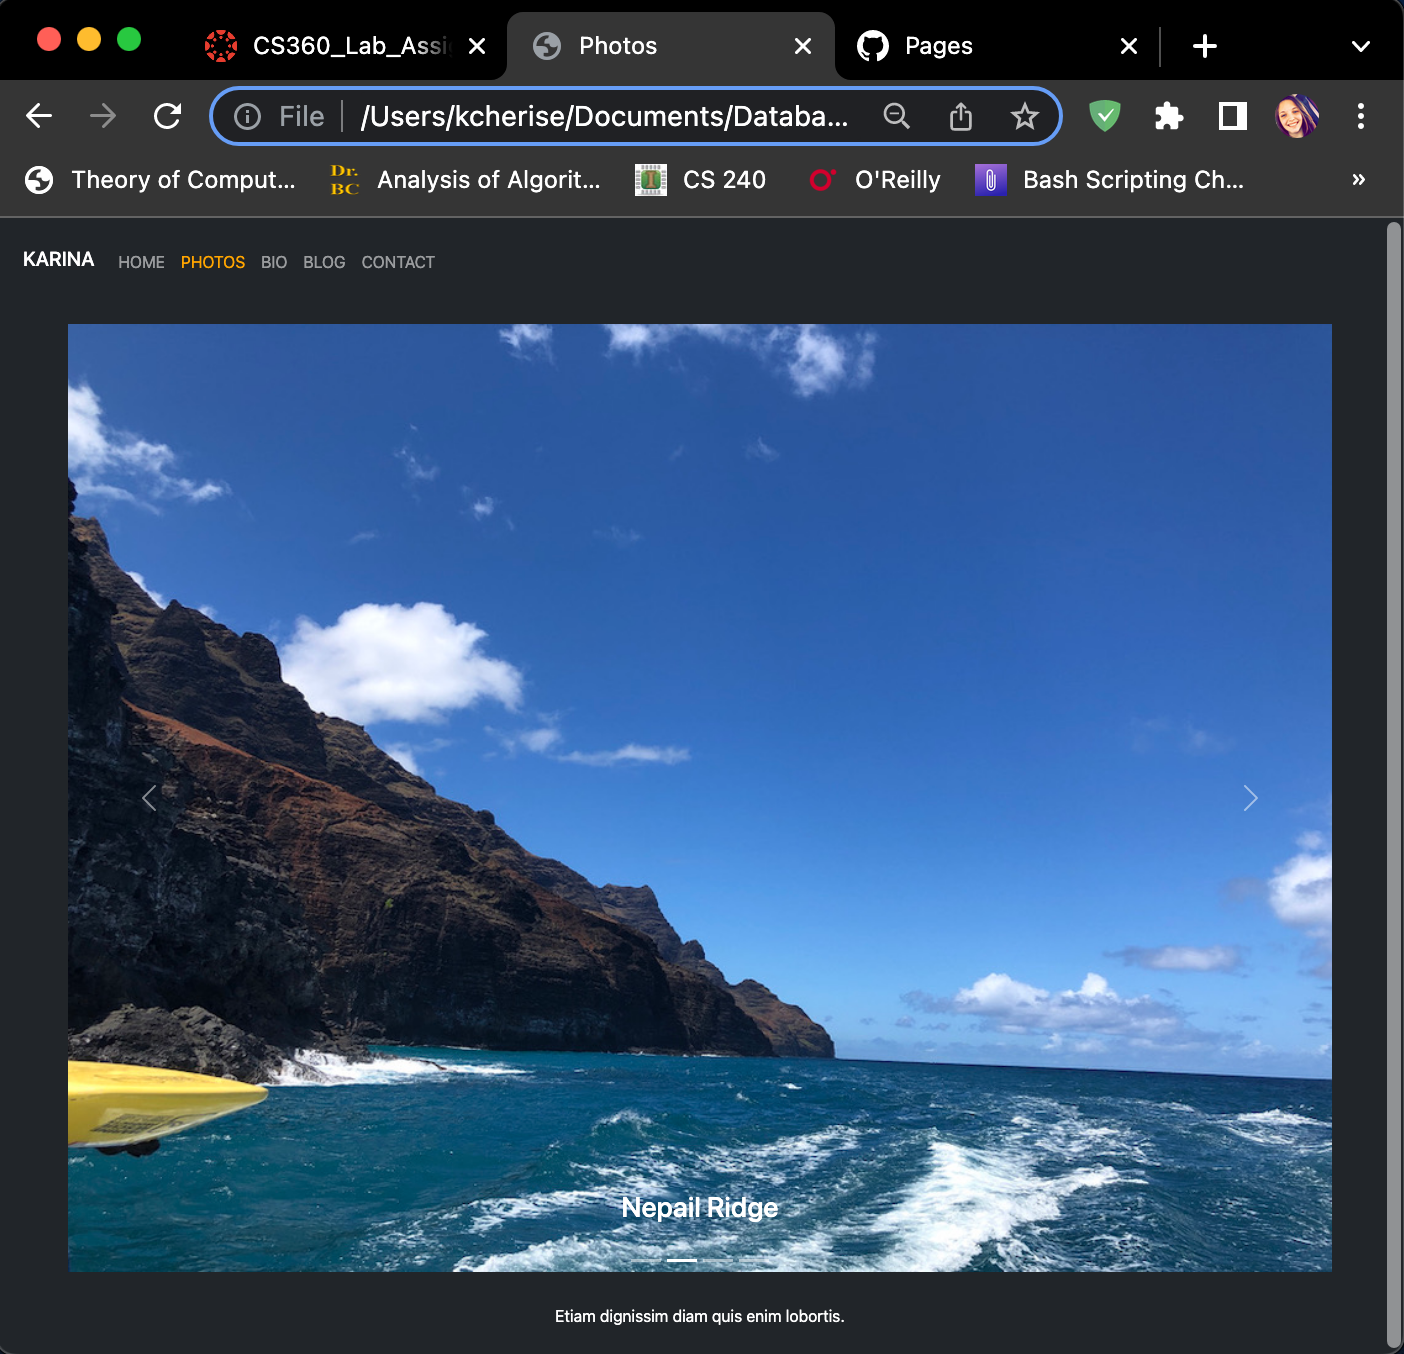 CS360_Lab_Assi
Photos
Pages
File
/Users/kcherise/Documents/Databa...
Theory of Comput...
Dr. BC
Analysis of Algorit...
CS 240
O'Reilly
Bash Scripting Ch...
»
KARINA HOME PHOTOS BIO BLOG CONTACT
Nepail Ridge
Etiam dignissim diam quis enim lobortis.